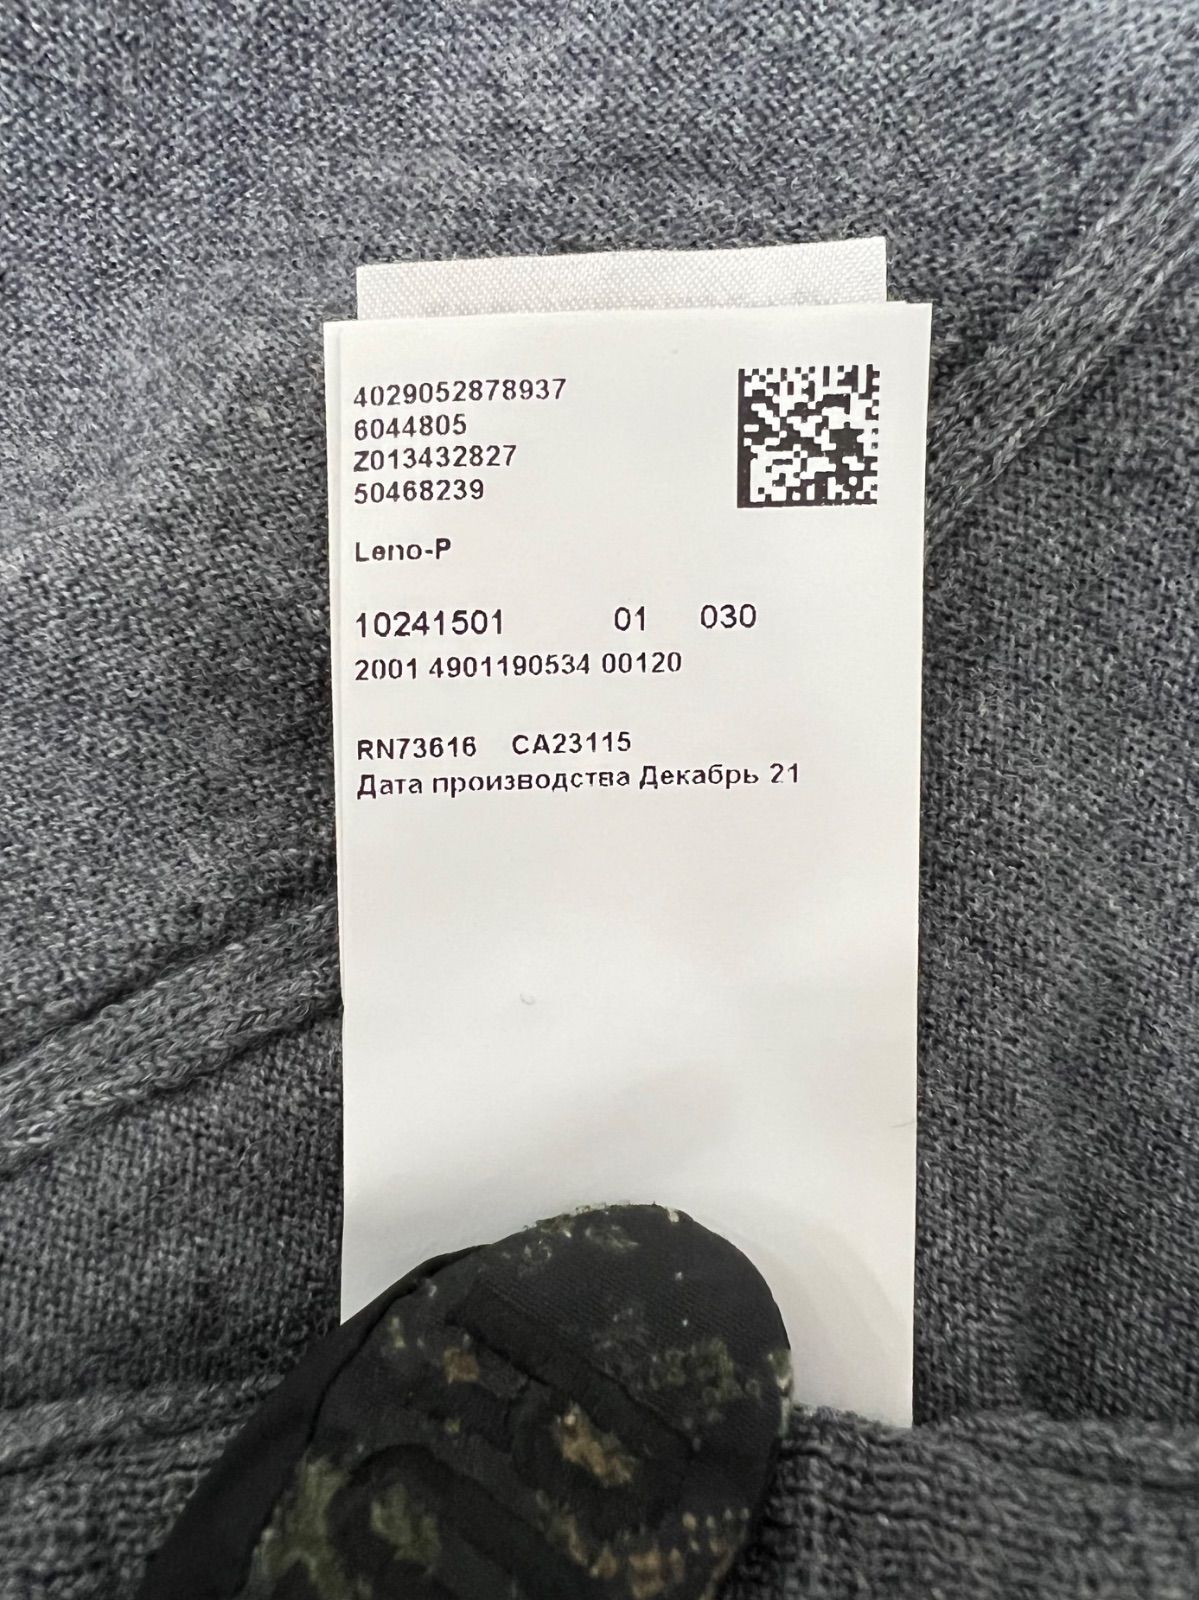 4029052878937
6044805
Z013432827
50468239
Leno-P
10241501 01 030
2001 4901190534 00120
RN73616 CA23115
Дата производства Декабрь 21